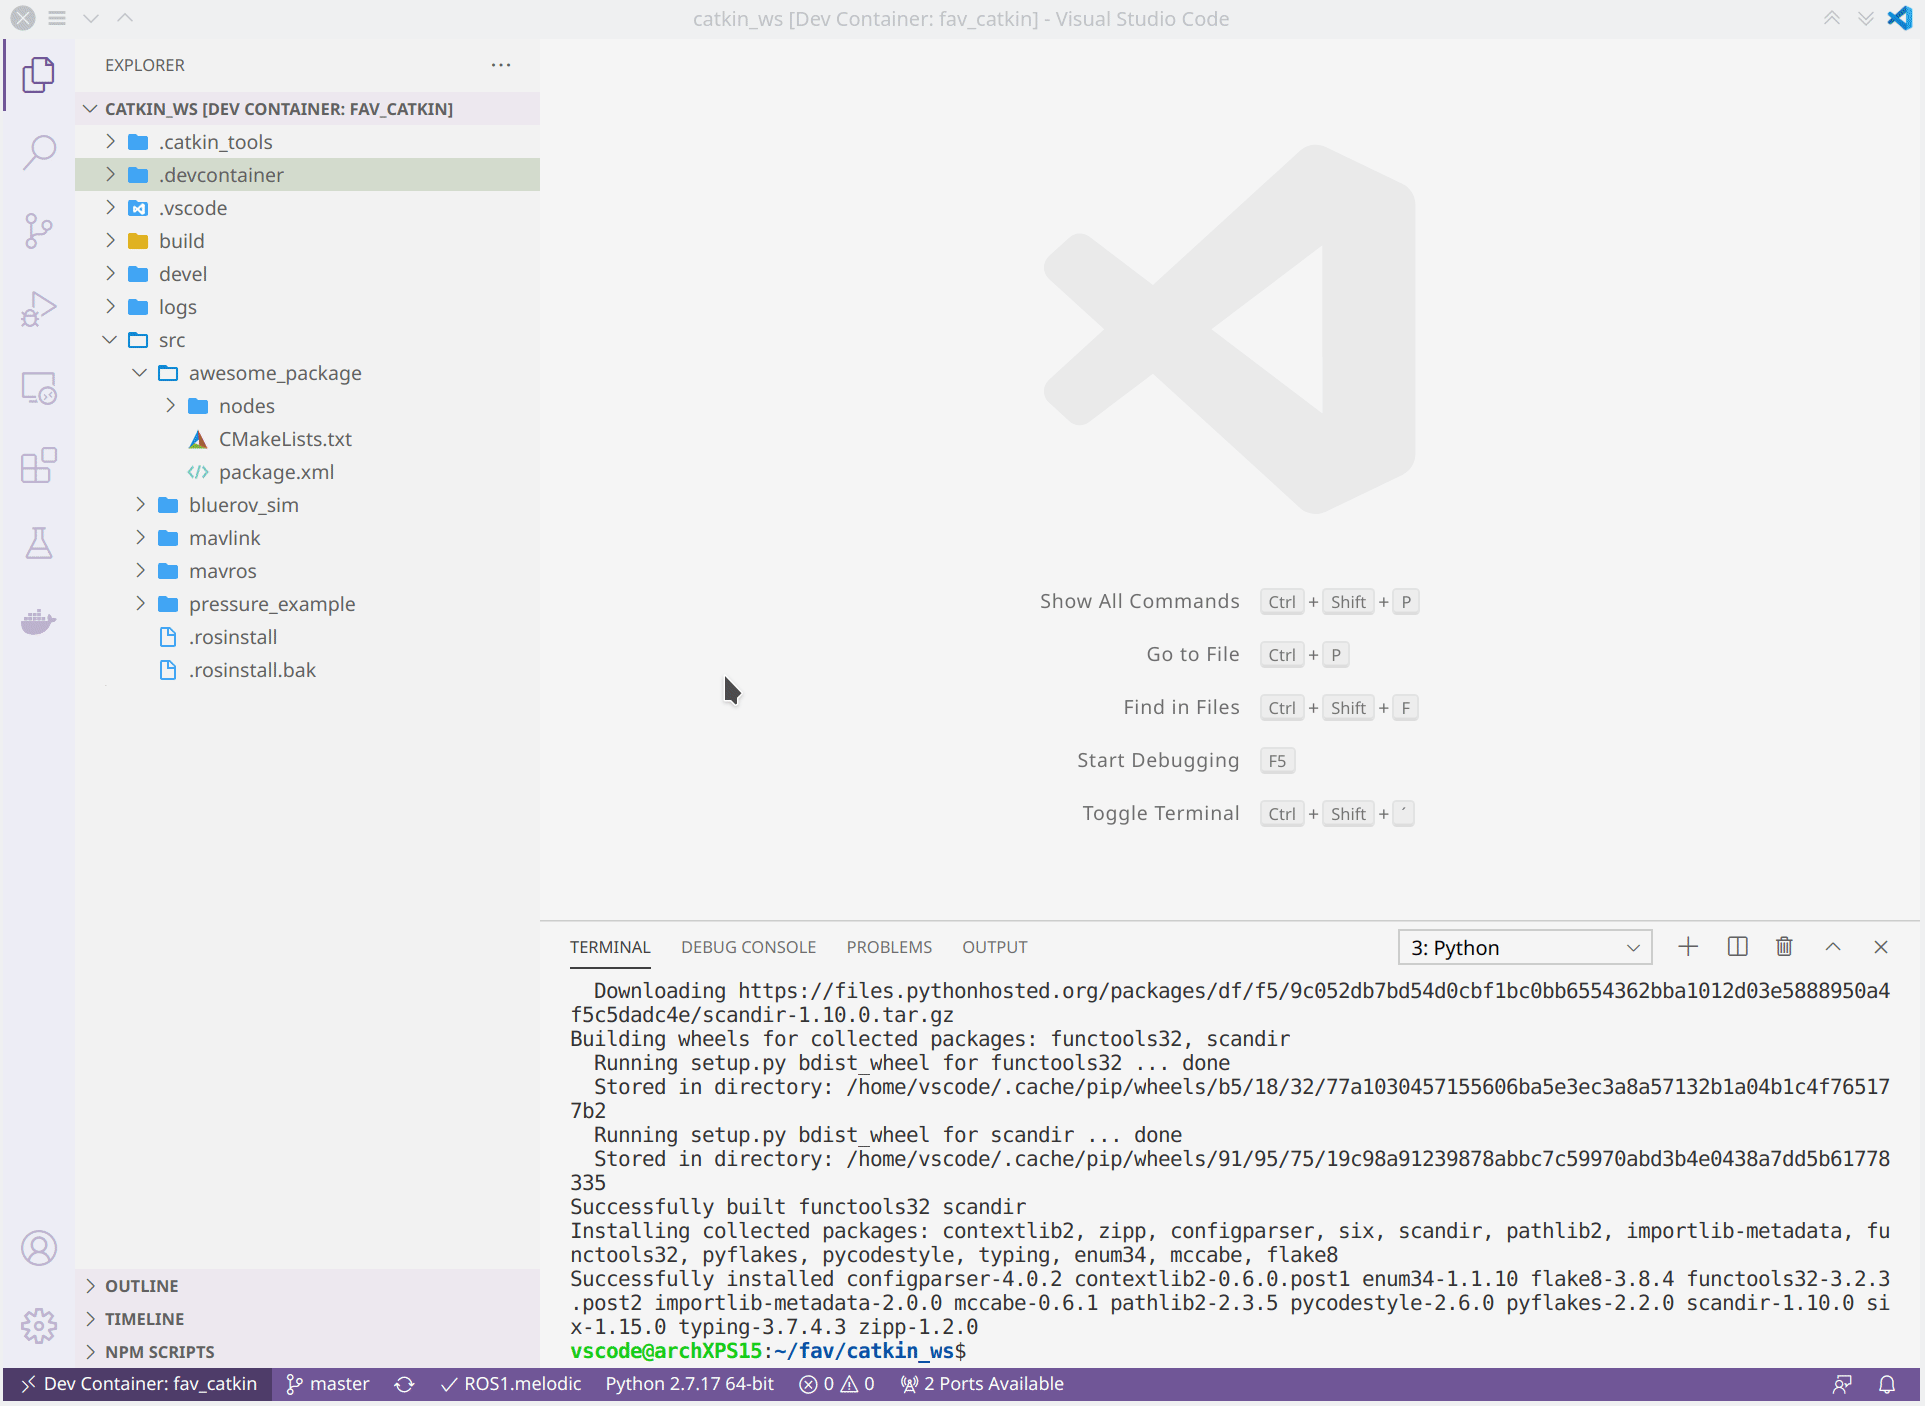 catkin_ws [Dev Container: fav_catkin] - Visual Studio Code
EXPLORER
CATKIN_WS [DEV CONTAINER: FAV_CATKIN]
.catkin_tools
.devcontainer
.vscode
build
devel
logs
src
awesome_package
nodes
CMakeLists.txt
package.xml
bluerov_sim
mavlink
mavros
pressure_example
.rosinstall
.rosinstall.bak
OUTLINE
TIMELINE
NPM SCRIPTS
Show All Commands Ctrl + Shift + P
Go to File Ctrl + P
Find in Files Ctrl + Shift + F
Start Debugging F5
Toggle Terminal Ctrl + Shift + ´
TERMINAL DEBUG CONSOLE PROBLEMS OUTPUT 3: Python
Downloading https://files.pythonhosted.org/packages/df/f5/9c052db7bd54d0cbf1bc0bb6554362bba1012d03e5888950a4
f5c5dadc4e/scandir-1.10.0.tar.gz
Building wheels for collected packages: functools32, scandir
Running setup.py bdist_wheel for functools32 ... done
Stored in directory: /home/vscode/.cache/pip/wheels/b5/18/32/77a1030457155606ba5e3ec3a8a57132b1a04b1c4f765177b2
Running setup.py bdist_wheel for scandir ... done
Stored in directory: /home/vscode/.cache/pip/wheels/91/95/75/19c98a91239878abbc7c59970abd3b4e0438a7dd5b61778
335
Successfully built functools32 scandir
Installing collected packages: contextlib2, zipp, configparser, six, scandir, pathlib2, importlib-metadata, fu
nctools32, pyflakes, pycodestyle, typing, enum34, mccabe, flake8
Successfully installed configparser-4.0.2 contextlib2-0.6.0.post1 enum34-1.1.10 flake8-3.8.4 functools32-3.2.3
.post2 importlib-metadata-2.0.0 mccabe-0.6.1 pathlib2-2.3.5 pycodestyle-2.6.0 pyflakes-2.2.0 scandir-1.10.0 si
x-1.15.0 typing-3.7.4.3 zipp-1.2.0
vscode@archXPS15:~/fav/catkin_ws$
Dev Container: fav_catkin master ROS1.melodic Python 2.7.17 64-bit 0 0 2 Ports Available